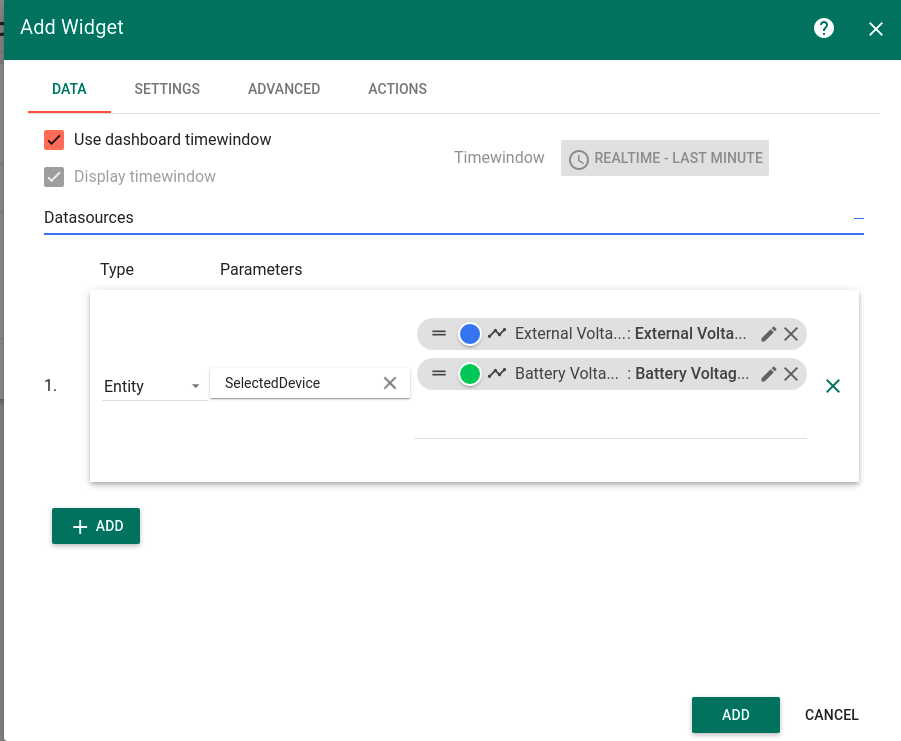 Add Widget
DATA SETTINGS ADVANCED ACTIONS
Use dashboard timewindow
Timewindow REALTIME - LAST MINUTE
Display timewindow
Datasources
Type Parameters
External Volta...: External Volta...
1. Entity SelectedDevice
Battery Volta... : Battery Voltag...
ADD
ADD CANCEL